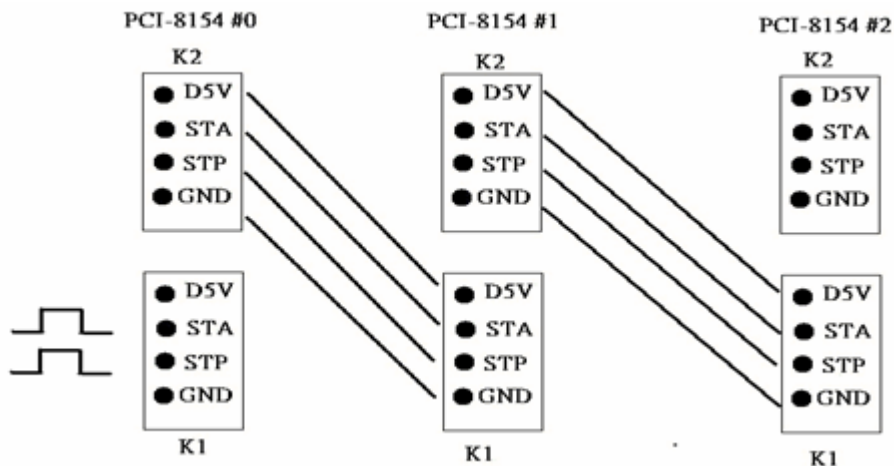 PCI-8154 #0
PCI-8154 #1
PCI-8154 #2
K2
K2
K2
D5V
STA
STP
GND
D5V
STA
STP
GND
D5V
STA
STP
GND
D5V
STA
STP
GND
K1
D5V
STA
STP
GND
K1
D5V
STA
STP
GND
K1